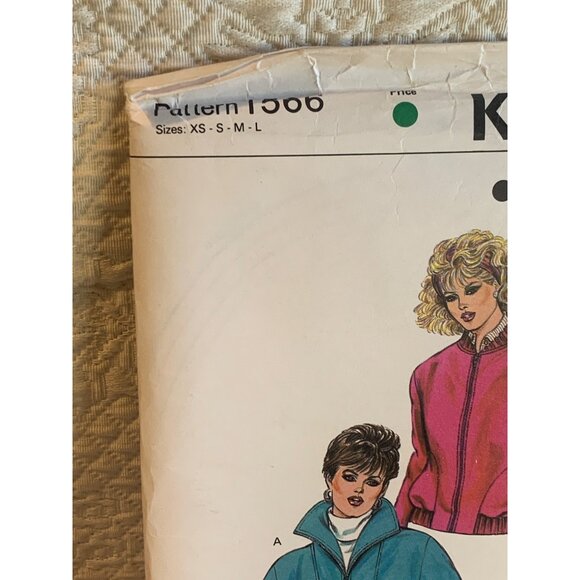 Pattern 1566
Price
Sizes: XS - S - M - L
K
A